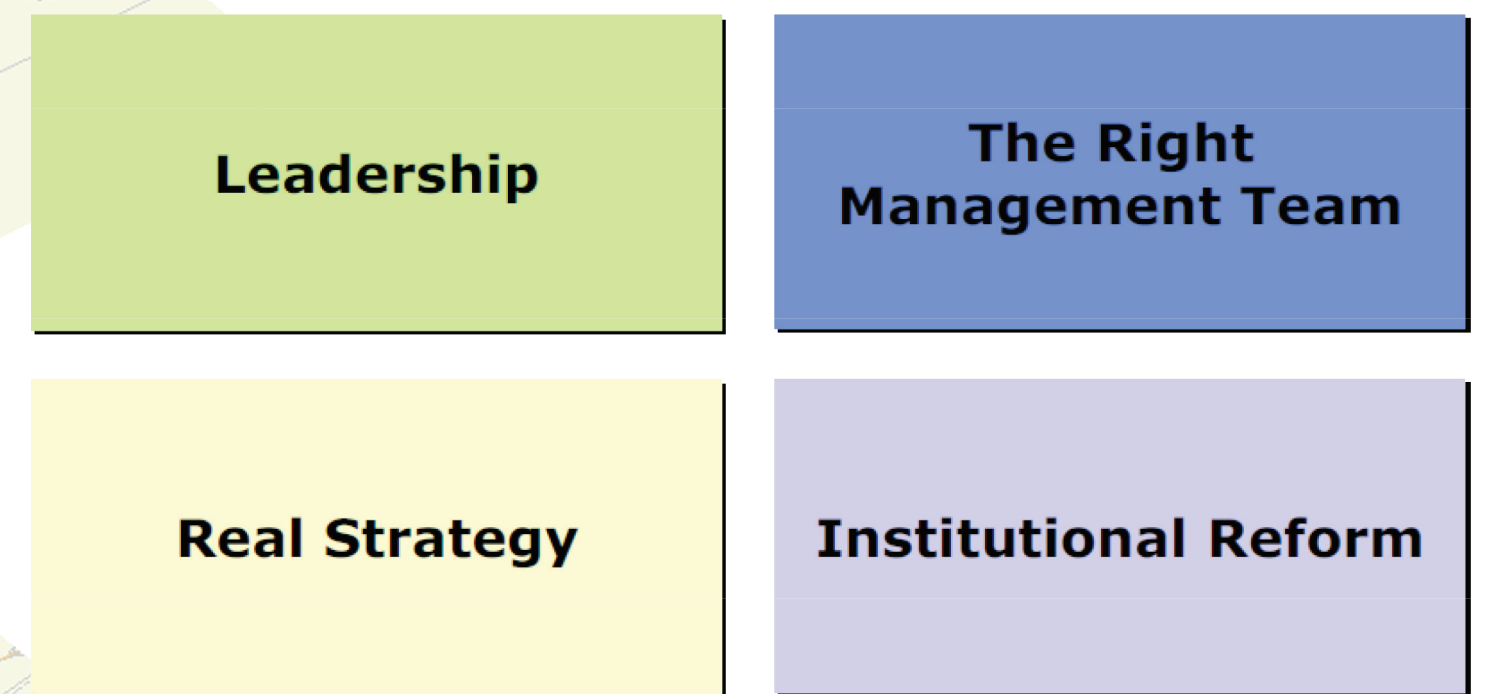 Leadership
The Right
Management Team
Real Strategy
Institutional Reform